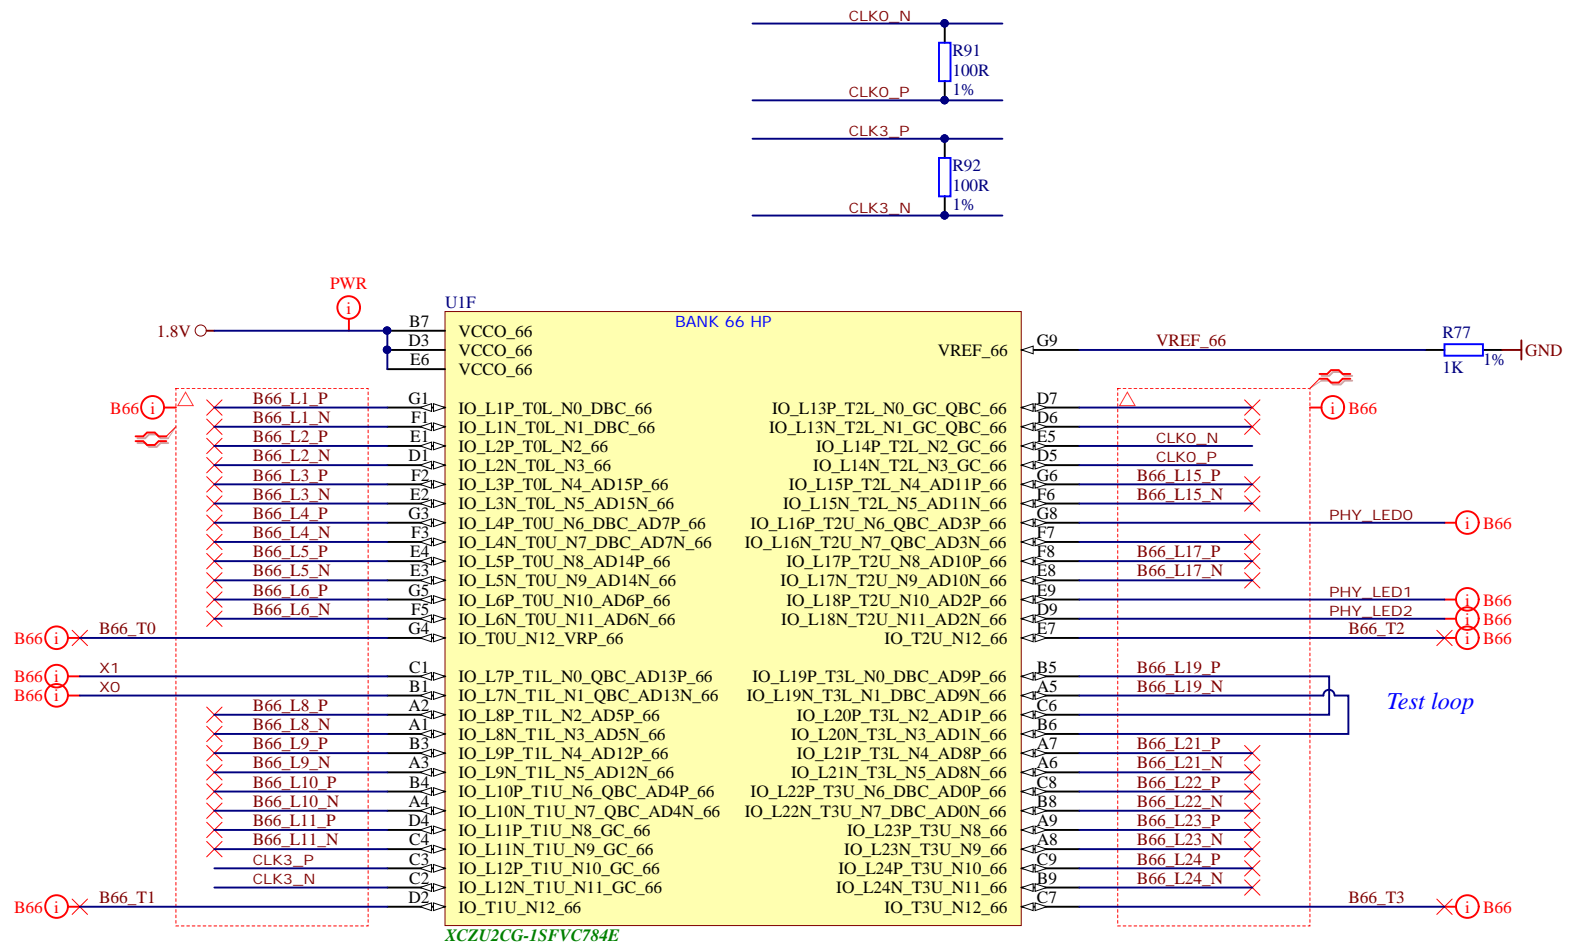 CLK0_N
R91
100R
1%
CLK0_P
CLK3_P
R92
100R
1%
CLK3_N
PWR
i
U1F
BANK 66 HP
1.8V
B7 VCCO_66
D3 VCCO_66
E6 VCCO_66
VREF_66 G9 VREF_66 R77 1K 1% GND
B66 i
B66_L1_P G1 IO_L1P_T0L_N0_DBC_66
B66_L1_N F1 IO_L1N_T0L_N1_DBC_66
B66_L2_P E1 IO_L2P_T0L_N2_66
B66_L2_N D1 IO_L2N_T0L_N3_66
B66_L3_P F2 IO_L3P_T0L_N4_AD15P_66
B66_L3_N E2 IO_L3N_T0L_N5_AD15N_66
B66_L4_P G3 IO_L4P_T0U_N6_DBC_AD7P_66
B66_L4_N F3 IO_L4N_T0U_N7_DBC_AD7N_66
B66_L5_P E4 IO_L5P_T0U_N8_AD14P_66
B66_L5_N E3 IO_L5N_T0U_N9_AD14N_66
B66_L6_P G5 IO_L6P_T0U_N10_AD6P_66
B66_L6_N F5 IO_L6N_T0U_N11_AD6N_66
B66 i B66_T0 G4 IO_T0U_N12_VRP_66
B66 i X1 C1 IO_L7P_T1L_N0_QBC_AD13P_66
B66 i X0 B1 IO_L7N_T1L_N1_QBC_AD13N_66
B66_L8_P A2 IO_L8P_T1L_N2_AD5P_66
B66_L8_N A1 IO_L8N_T1L_N3_AD5N_66
B66_L9_P B3 IO_L9P_T1L_N4_AD12P_66
B66_L9_N A3 IO_L9N_T1L_N5_AD12N_66
B66_L10_P B4 IO_L10P_T1U_N6_QBC_AD4P_66
B66_L10_N A4 IO_L10N_T1U_N7_QBC_AD4N_66
B66_L11_P D4 IO_L11P_T1U_N8_GC_66
B66_L11_N C4 IO_L11N_T1U_N9_GC_66
CLK3_P C3 IO_L12P_T1U_N10_GC_66
CLK3_N C2 IO_L12N_T1U_N11_GC_66
B66 i B66_T1 D2 IO_T1U_N12_66
i B66
IO_L13P_T2L_N0_GC_QBC_66 D7
IO_L13N_T2L_N1_GC_QBC_66 D6
IO_L14P_T2L_N2_GC_66 E5 CLK0_N
IO_L14N_T2L_N3_GC_66 D5 CLK0_P
IO_L15P_T2L_N4_AD11P_66 G6 B66_L15_P
IO_L15N_T2L_N5_AD11N_66 F6 B66_L15_N
IO_L16P_T2U_N6_QBC_AD3P_66 G8 PHY_LED0 i B66
IO_L16N_T2U_N7_QBC_AD3N_66 F7
IO_L17P_T2U_N8_AD10P_66 F8 B66_L17_P
IO_L17N_T2U_N9_AD10N_66 E8 B66_L17_N
IO_L18P_T2U_N10_AD2P_66 E9 PHY_LED1 i B66
IO_L18N_T2U_N11_AD2N_66 D9 PHY_LED2 i B66
IO_T2U_N12_66 E7 B66_T2 i B66
IO_L19P_T3L_N0_DBC_AD9P_66 B5 B66_L19_P
IO_L19N_T3L_N1_DBC_AD9N_66 A5 B66_L19_N
Test loop
IO_L20P_T3L_N2_AD1P_66 C6
IO_L20N_T3L_N3_AD1N_66 B6
IO_L21P_T3L_N4_AD8P_66 A7 B66_L21_P
IO_L21N_T3L_N5_AD8N_66 A6 B66_L21_N
IO_L22P_T3U_N6_DBC_AD0P_66 C8 B66_L22_P
IO_L22N_T3U_N7_DBC_AD0N_66 B8 B66_L22_N
IO_L23P_T3U_N8_66 A9 B66_L23_P
IO_L23N_T3U_N9_66 A8 B66_L23_N
IO_L24P_T3U_N10_66 C9 B66_L24_P
IO_L24N_T3U_N11_66 B9 B66_L24_N
IO_T3U_N12_66 C7 B66_T3 i B66
XCZU2CG-1SFVC784E